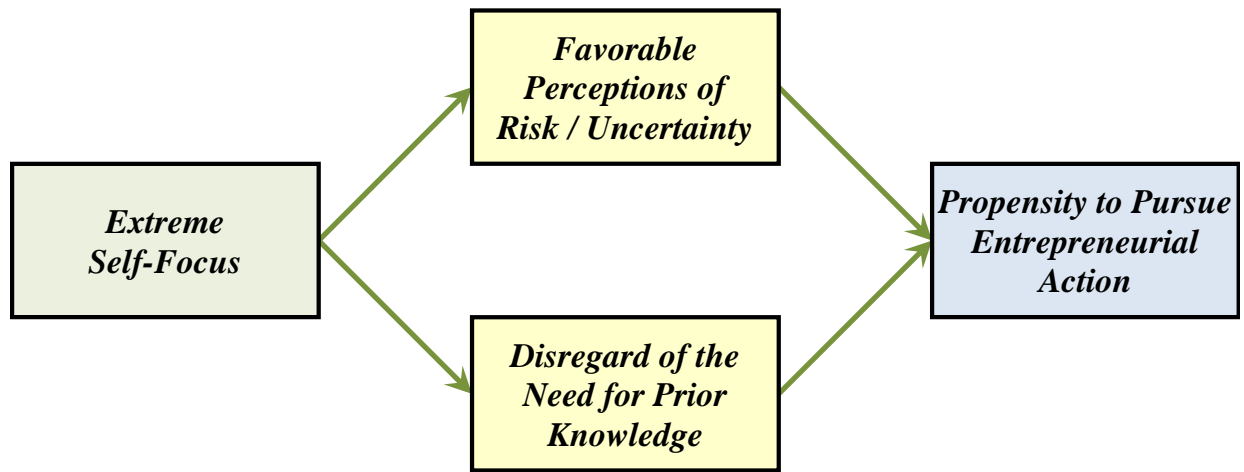 Favorable
Perceptions of
Risk / Uncertainty
Extreme
Self-Focus
Propensity to Pursue
Entrepreneurial
Action
Disregard of the
Need for Prior
Knowledge